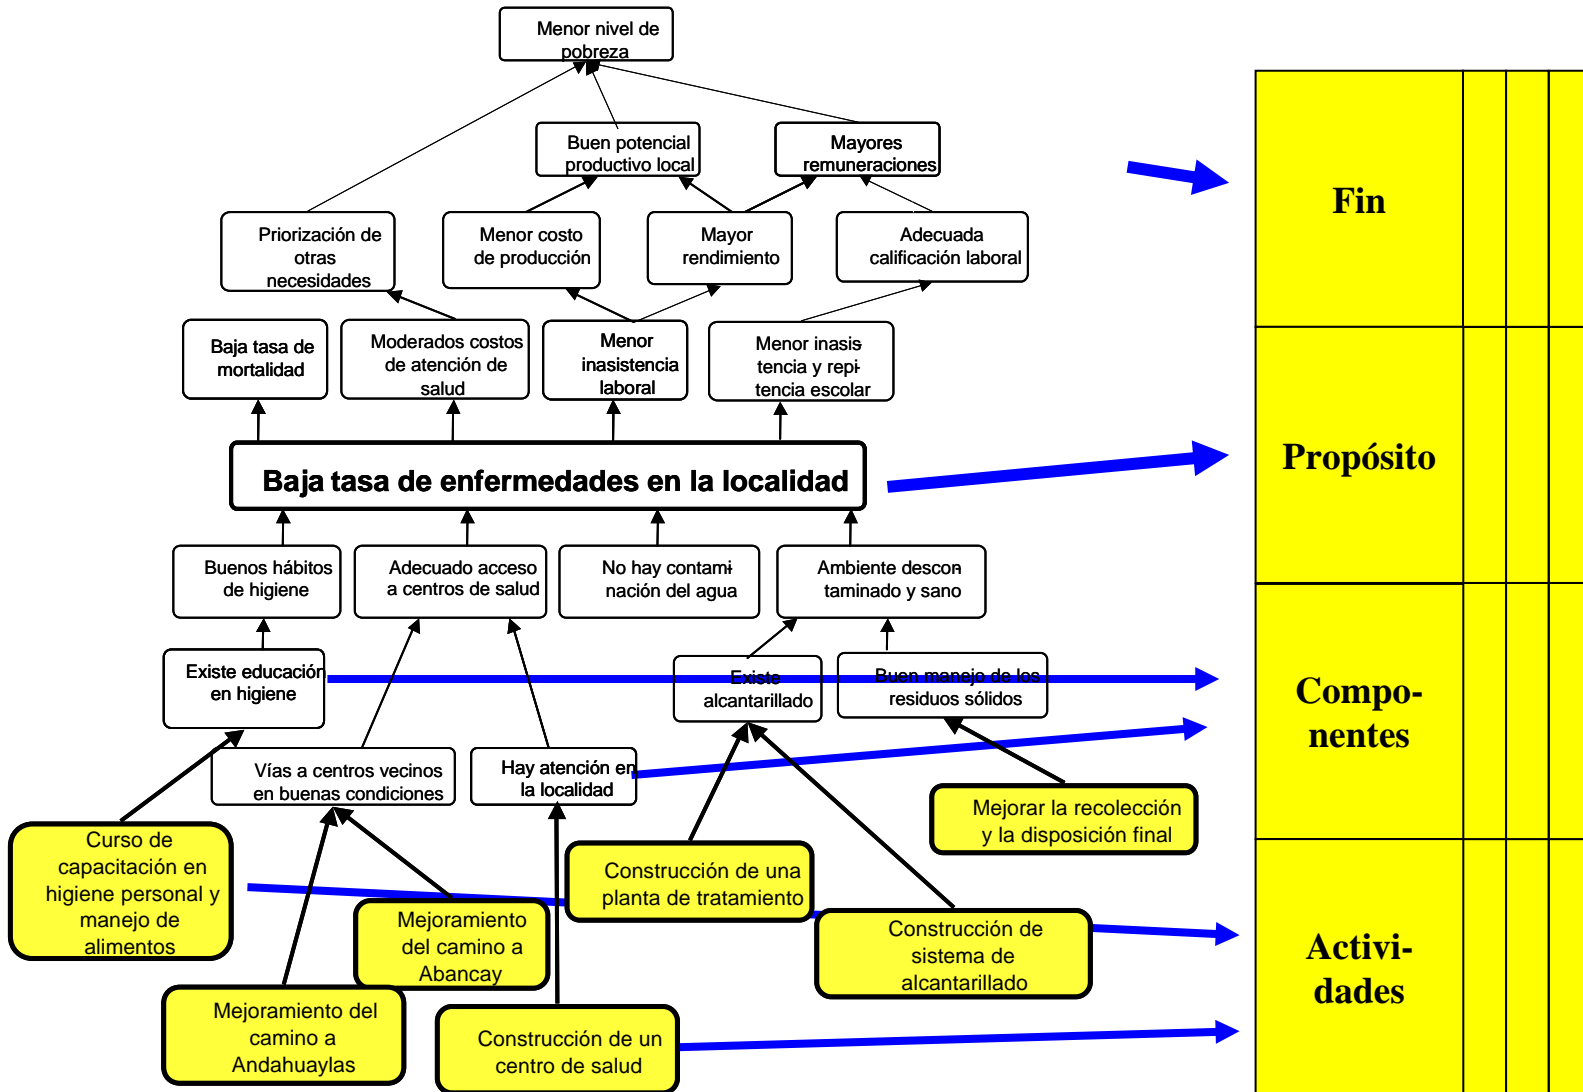 Menor nivel de
pobreza
Buen potencial
productivo local
Mayores
remuneraciones
Fin
Priorización de
otras
necesidades
Menor costo
de producción
Mayor
rendimiento
Adecuada
calificación laboral
Baja tasa de
mortalidad
Moderados costos
de atención de
salud
Menor
inasistencia
laboral
Menor inasis-
tencia y repi-
tencia escolar
Baja tasa de enfermedades en la localidad
Propósito
Buenos hábitos
de higiene
Adecuado acceso
a centros de salud
No hay contami-
nación del agua
Ambiente descon-
taminado y sano
Existe educación
en higiene
Existe
alcantarillado
Buen manejo de los
residuos sólidos
Compo-
nentes
Vías a centros vecinos
en buenas condiciones
Hay atención en
la localidad
Mejorar la recolección
y la disposición final
Curso de
capacitación en
higiene personal y
manejo de
alimentos
Construcción de una
planta de tratamiento
Mejoramiento
del camino a
Abancay
Construcción de
sistema de
alcantarillado
Activi-
dades
Mejoramiento del
camino a
Andahuaylas
Construcción de un
centro de salud